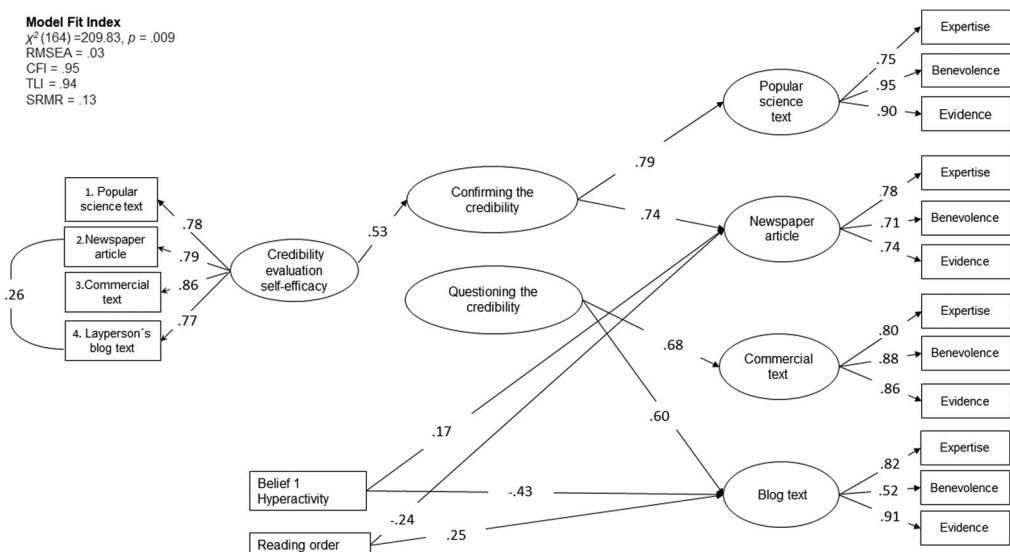 Model Fit Index
χ² (164) =209.83, p = .009
RMSEA = .03
CFI = .95
TLI = .94
SRMR = .13
1. Popular
science text
2.Newspaper
article
3.Commercial
text
4. Layperson´s
blog text
.26
.78
.79
.86
.77
Credibility
evaluation
self-efficacy
.53
Confirming the
credibility
Questioning the
credibility
.79
.74
.68
.60
.17
-.43
-.24
.25
Belief 1
Hyperactivity
Reading order
Popular
science
text
.75
.95
.90
Expertise
Benevolence
Evidence
Newspaper
article
.78
.71
.74
Expertise
Benevolence
Evidence
Commercial
text
.80
.88
.86
Expertise
Benevolence
Evidence
Blog text
.82
.52
.91
Expertise
Benevolence
Evidence